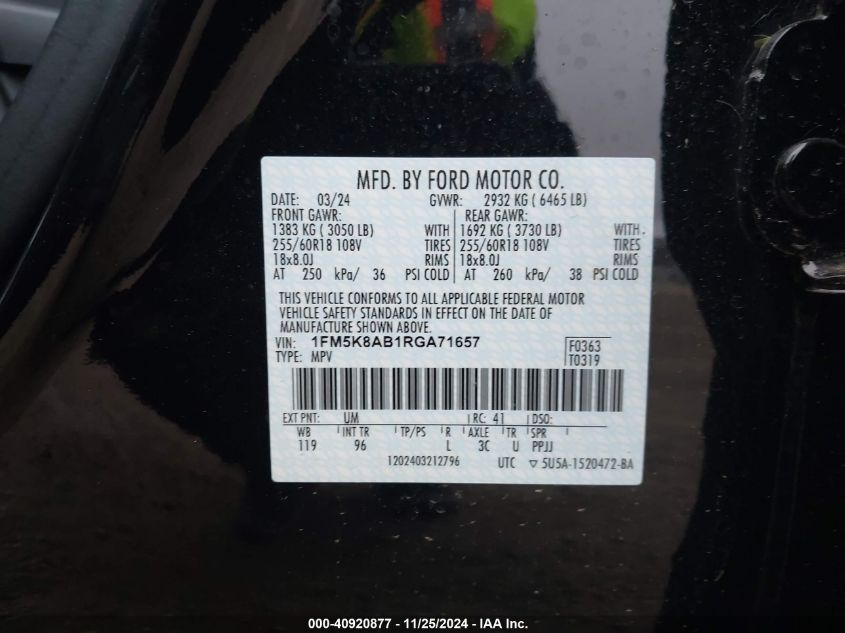 MFD. BY FORD MOTOR CO.
DATE: 03/24 GVWR: 2932 KG ( 6465 LB)
FRONT GAWR: REAR GAWR:
1383 KG ( 3050 LB) WITH 1692 KG ( 3730 LB) WITH
255/60R18 108V TIRES 255/60R18 108V TIRES
18x8.0J RIMS 18x8.0J RIMS
AT 250 kPa/ 36 PSI COLD AT 260 kPa/ 38 PSI COLD
THIS VEHICLE CONFORMS TO ALL APPLICABLE FEDERAL MOTOR
VEHICLE SAFETY STANDARDS IN EFFECT ON THE DATE OF
MANUFACTURE SHOWN ABOVE.
VIN: 1FM5K8AB1RGA71657 F0363
TYPE: MPV T0319
EXT PNT: UM RC: 41 DSO:
WB INT TR TP/PS R AXLE TR SPR
119 96 L 3C U PPJJ
1202403212796 UTC ▽ 5U5A-1520472-BA
000-40920877 - 11/25/2024 - IAA Inc.